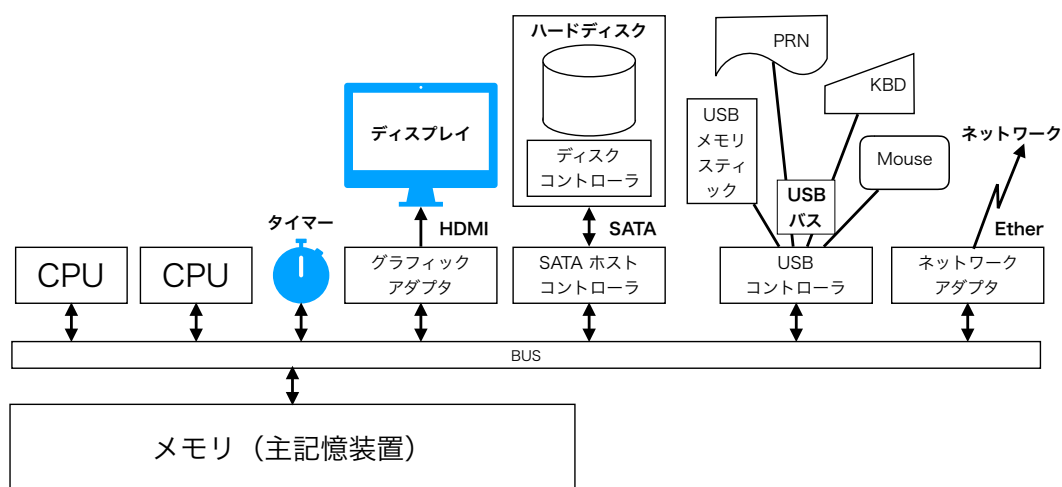 ハードディスク
PRN
KBD
ディスプレイ
USB
メモリ
スティ
ック
ディスク
コントローラ
Mouse
ネットワーク
USB
バス
タイマー
HDMI
SATA
Ether
CPU
CPU
グラフィック
アダプタ
SATA ホスト
コントローラ
USB
コントローラ
ネットワーク
アダプタ
BUS
メモリ（主記憶装置）